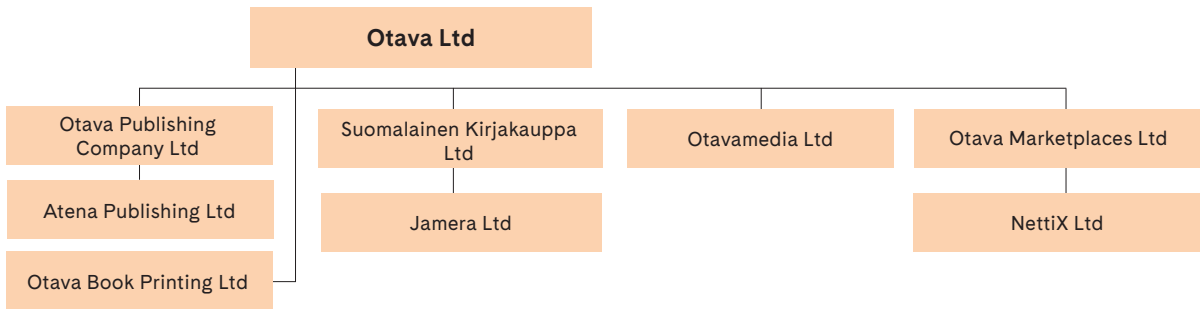 Otava Ltd
Otava Publishing
Company Ltd
Suomalainen Kirjakauppa
Ltd
Otavamedia Ltd
Otava Marketplaces Ltd
Atena Publishing Ltd
Jamera Ltd
NettiX Ltd
Otava Book Printing Ltd